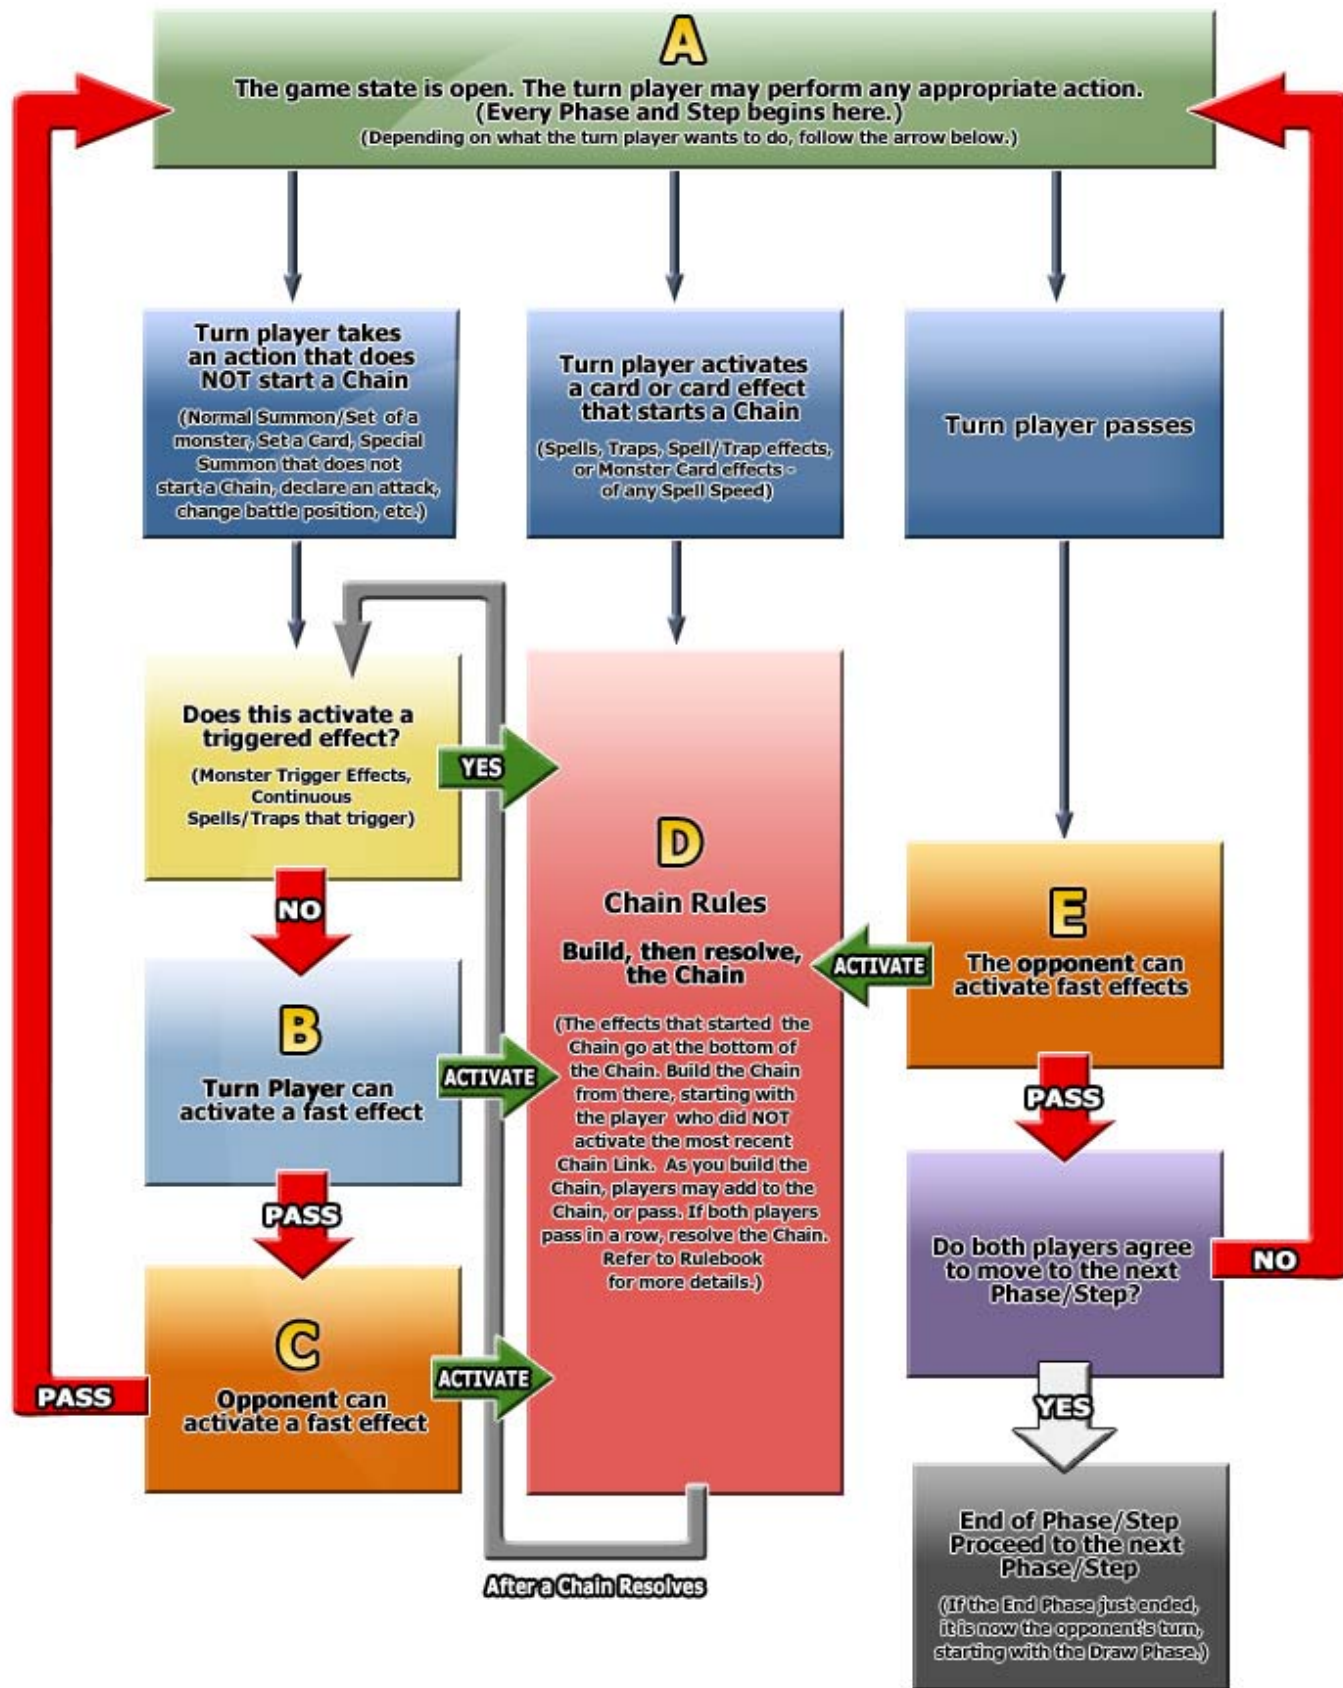 A
The game state is open. The turn player may perform any appropriate action.
(Every Phase and Step begins here.)
(Depending on what the turn player wants to do, follow the arrow below.)
Turn player takes
an action that does
NOT start a Chain
(Normal Summon/Set of a
monster, Set a Card, Special
Summon that does not
start a Chain, declare an attack,
change battle position, etc.)
Turn player activates
a card or card effect
that starts a Chain
(Spells, Traps, Spell/Trap effects,
or Monster Card effects -
of any Spell Speed)
Turn player passes
Does this activate a
triggered effect?
(Monster Trigger Effects,
Continuous
Spells/Traps that trigger)
YES
NO
B
Turn Player can
activate a fast effect
ACTIVATE
PASS
C
Opponent can
activate a fast effect
ACTIVATE
PASS
D
Chain Rules
Build, then resolve,
the Chain
(The effects that started the
Chain go at the bottom of
the Chain. Build the Chain
from there, starting with
the player who did NOT
activate the most recent
Chain Link. As you build the
Chain, players may add to the
Chain, or pass. If both players
pass in a row, resolve the Chain.
Refer to Rulebook
for more details.)
After a Chain Resolves
E
The opponent can
activate fast effects
ACTIVATE
PASS
Do both players agree
to move to the next
Phase/Step?
NO
YES
End of Phase/Step
Proceed to the next
Phase/Step
(If the End Phase just ended,
it is now the opponent's turn,
starting with the Draw Phase.)